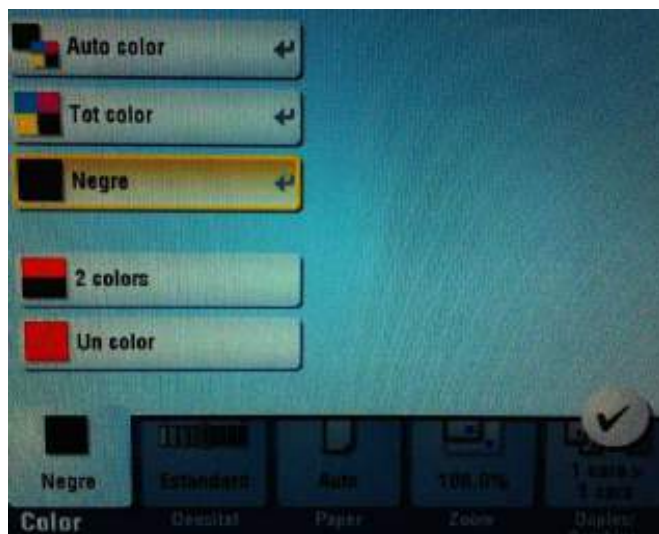 Auto color
Tot color
Negre
2 colors
Un color
Negre
Estàndard
Auto
100.0%
1 cara >
1 cara
Color
Densitat
Paper
Zoom
Dúplex/